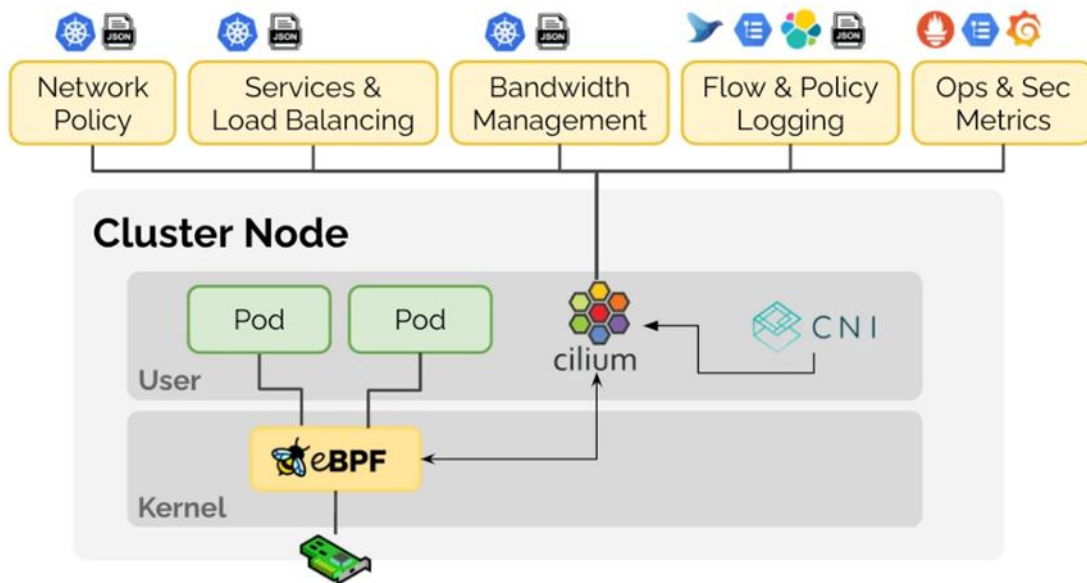 JSON
JSON
JSON
JSON
Network
Policy
Services &
Load Balancing
Bandwidth
Management
Flow & Policy
Logging
Ops & Sec
Metrics
Cluster Node
Pod
Pod
cilium
CNI
User
eBPF
Kernel